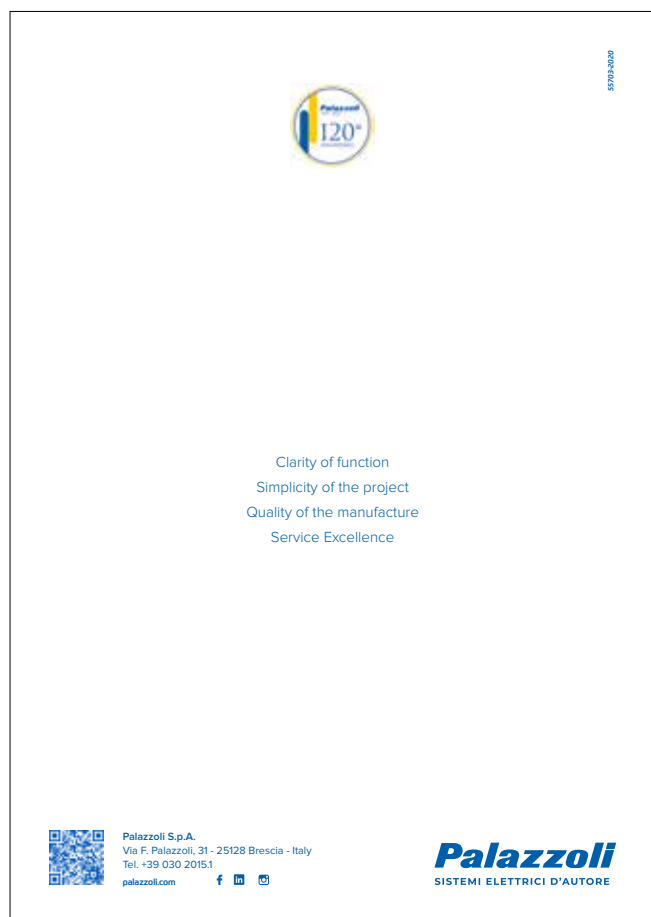 55703-2020
Palazzoli
120
Clarity of function
Simplicity of the project
Quality of the manufacture
Service Excellence
Palazzoli S.p.A.
Via F. Palazzoli, 31 - 25128 Brescia - Italy
Tel. +39 030 2015.1
palazzoli.com
Palazzoli
SISTEMI ELETTRICI D'AUTORE